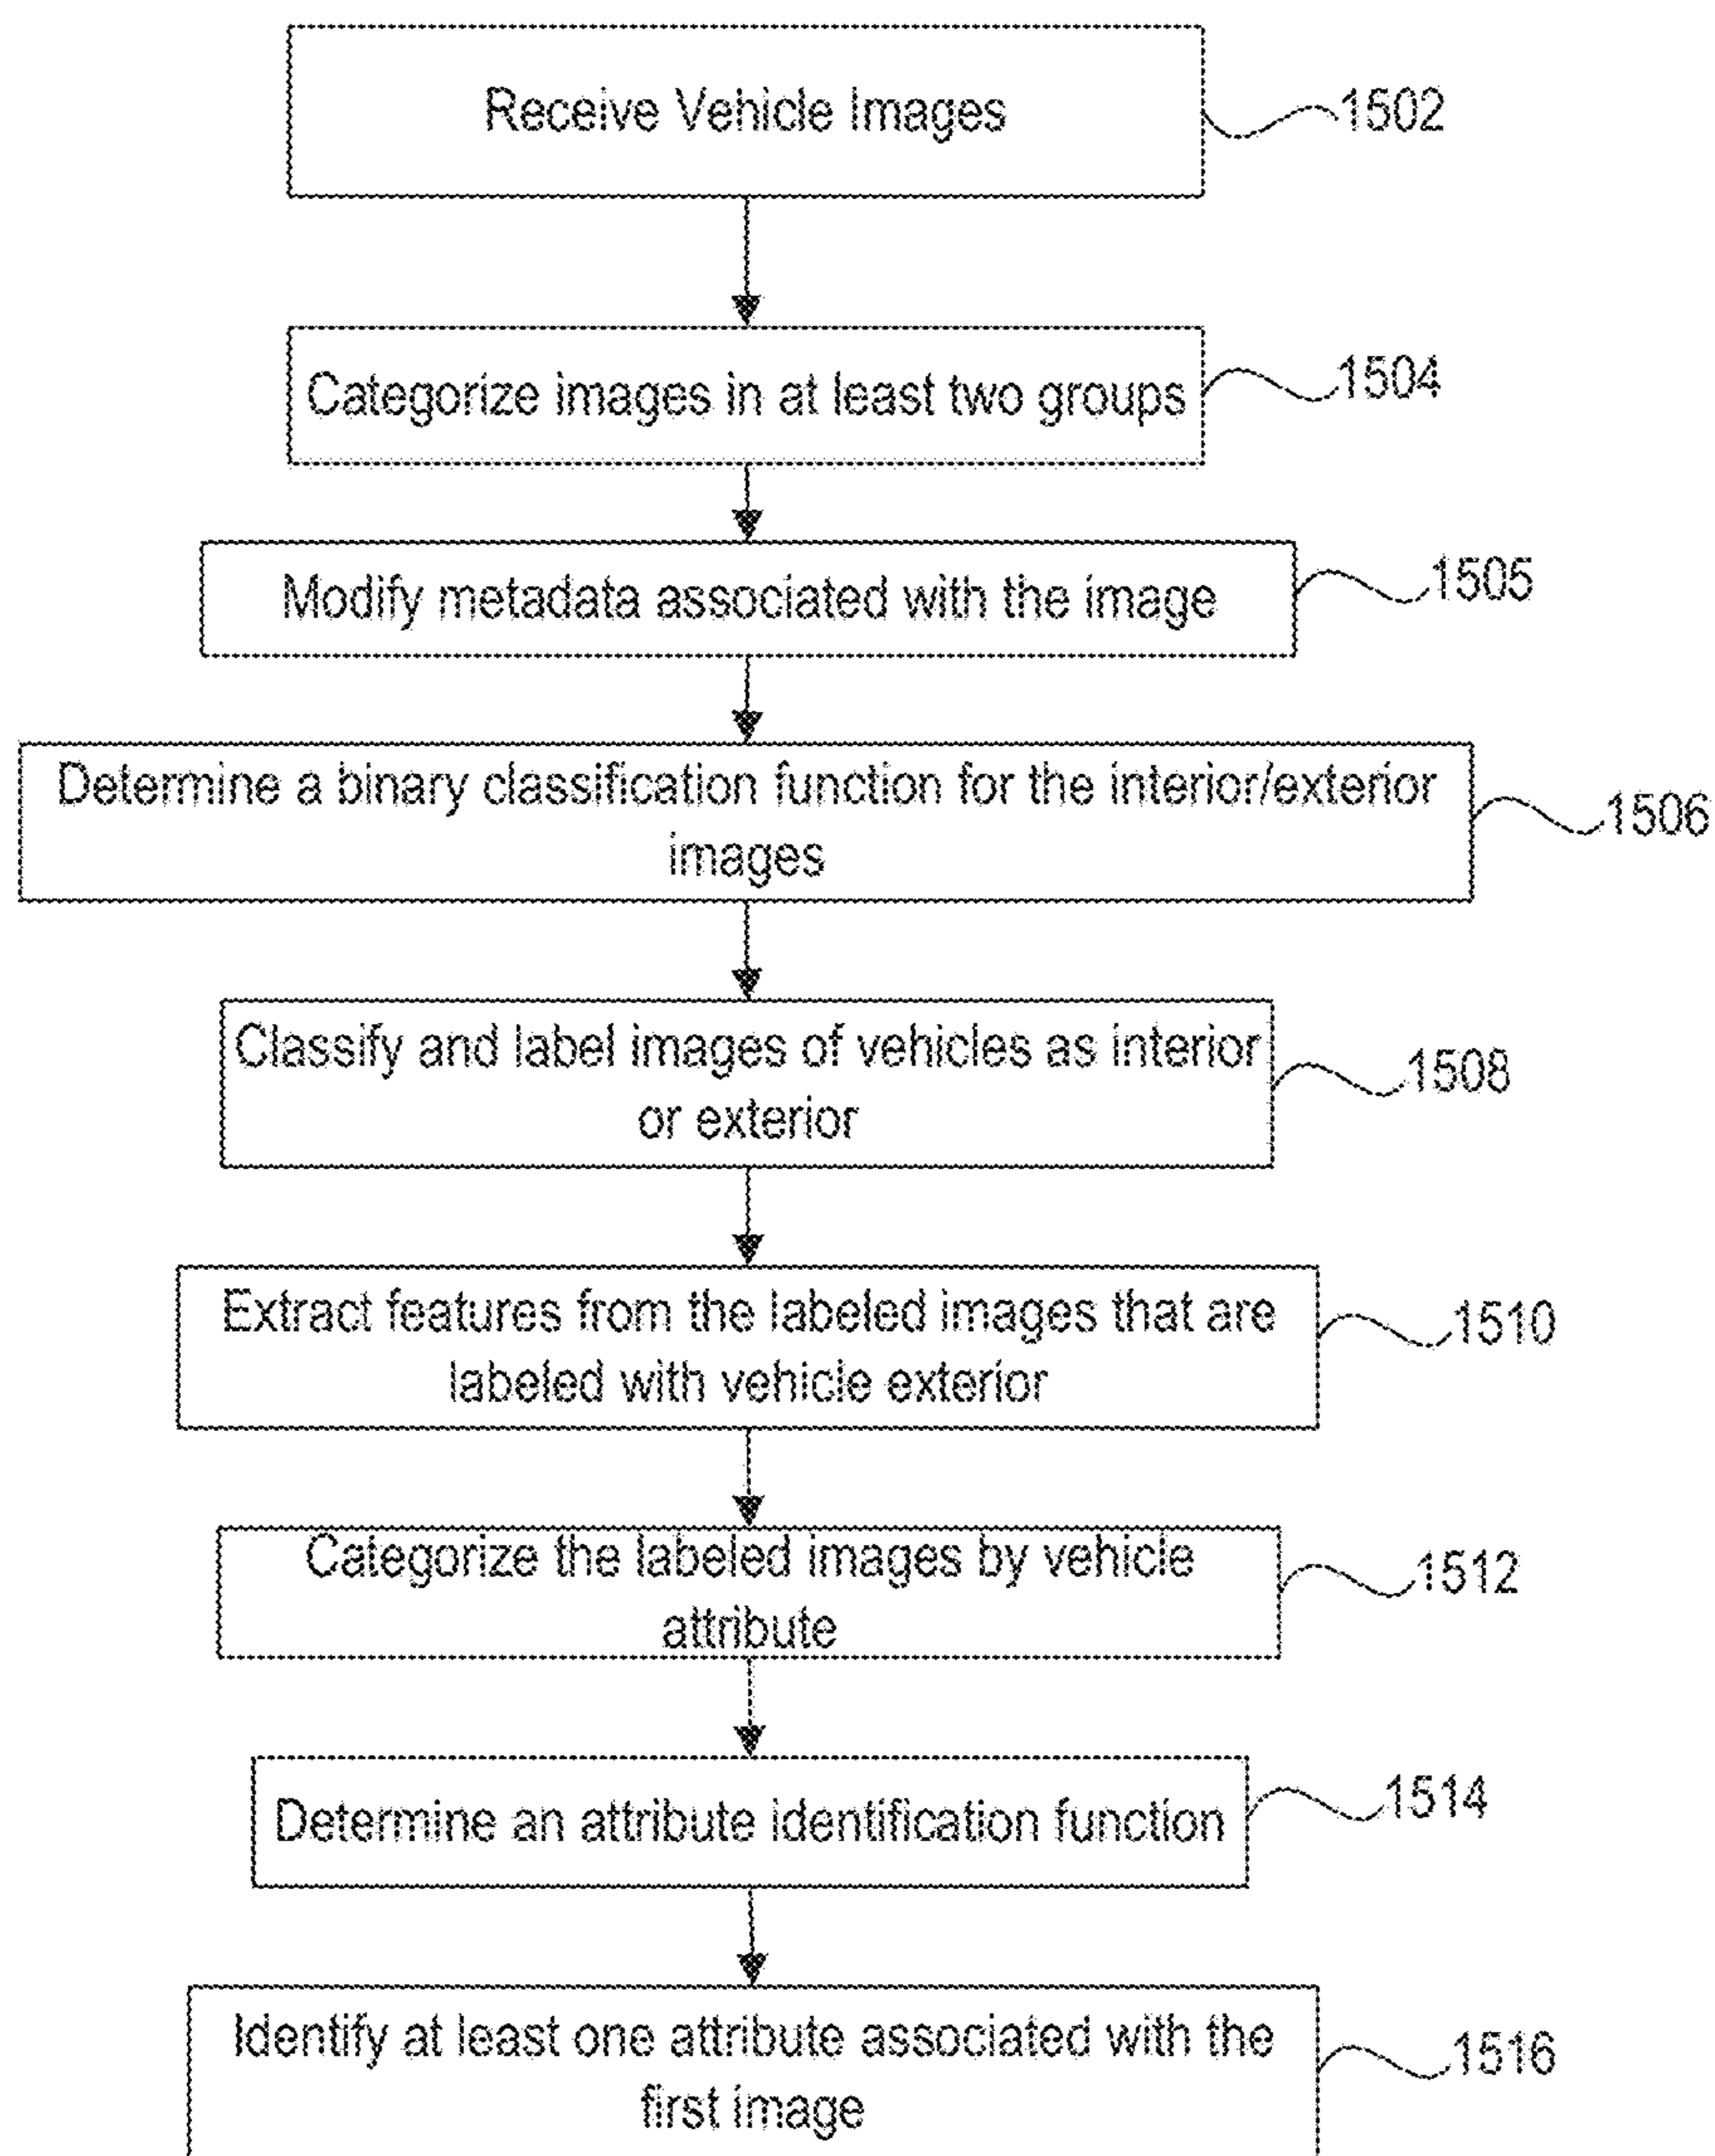 Receive Vehicle Images
1502
Categorize images in at least two groups
1504
Modify metadata associated with the image
1505
Determine a binary classification function for the interior/exterior
images
1506
Classify and label images of vehicles as interior
or exterior
1508
Extract features from the labeled images that are
labeled with vehicle exterior
1510
Categorize the labeled images by vehicle
attribute
1512
Determine an attribute identification function
1514
Identify at least one attribute associated with the
first image
1516